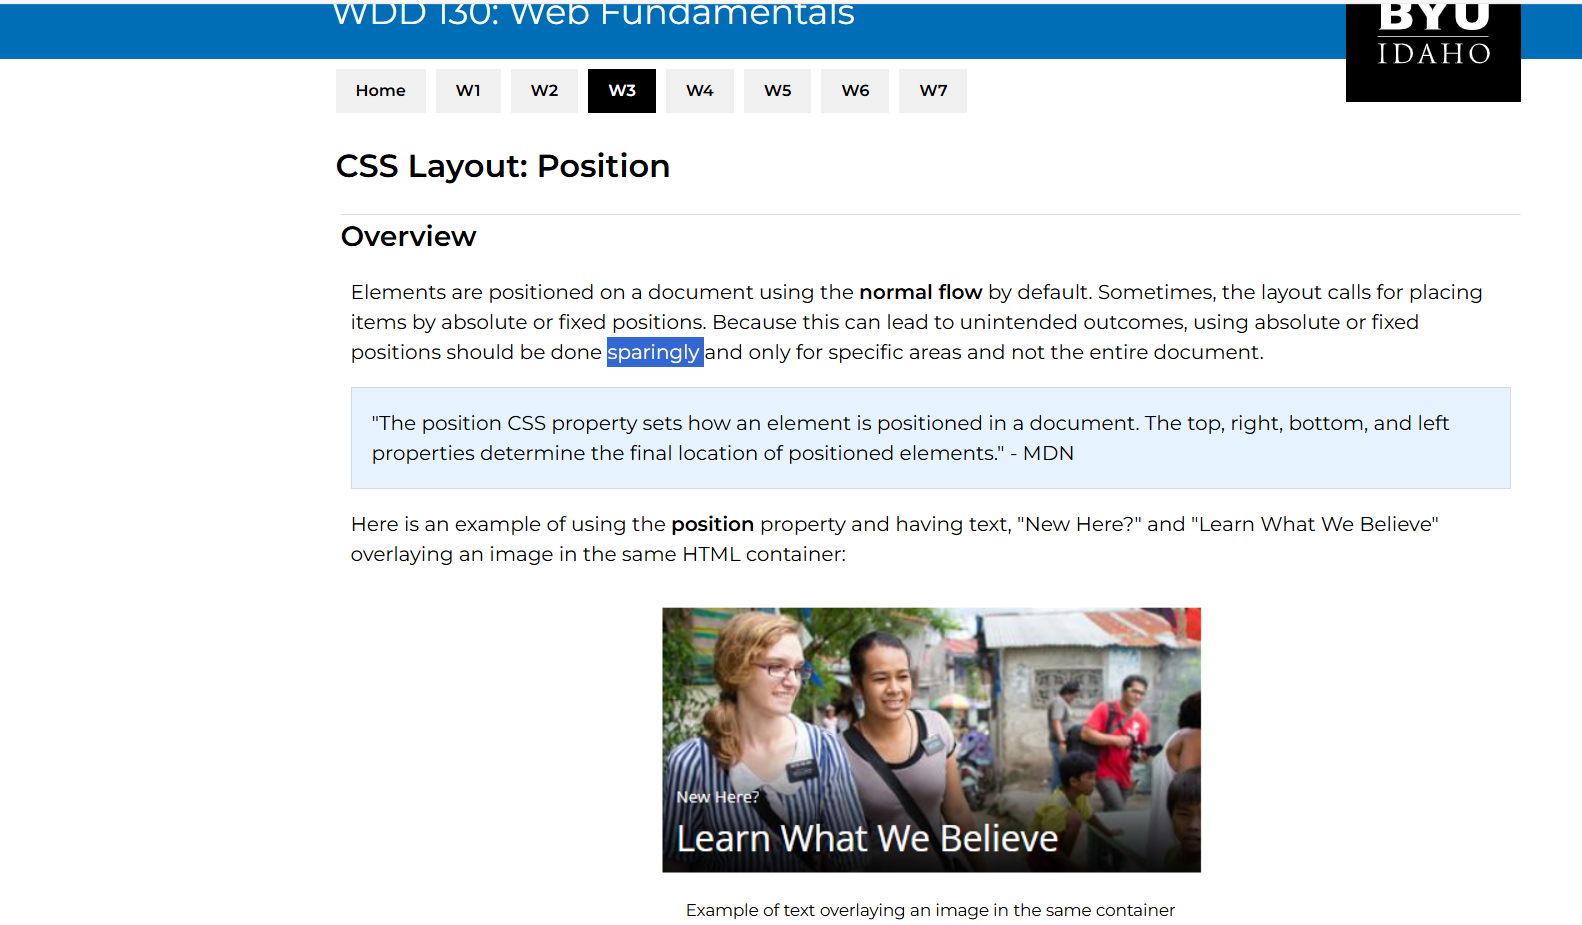 WDD 130: Web Fundamentals
BYU
IDAHO
Home W1 W2 W3 W4 W5 W6 W7
CSS Layout: Position
Overview
Elements are positioned on a document using the normal flow by default. Sometimes, the layout calls for placing
items by absolute or fixed positions. Because this can lead to unintended outcomes, using absolute or fixed
positions should be done sparingly and only for specific areas and not the entire document.
"The position CSS property sets how an element is positioned in a document. The top, right, bottom, and left
properties determine the final location of positioned elements." - MDN
Here is an example of using the position property and having text, "New Here?" and "Learn What We Believe"
overlaying an image in the same HTML container:
New Here?
Learn What We Believe
Example of text overlaying an image in the same container